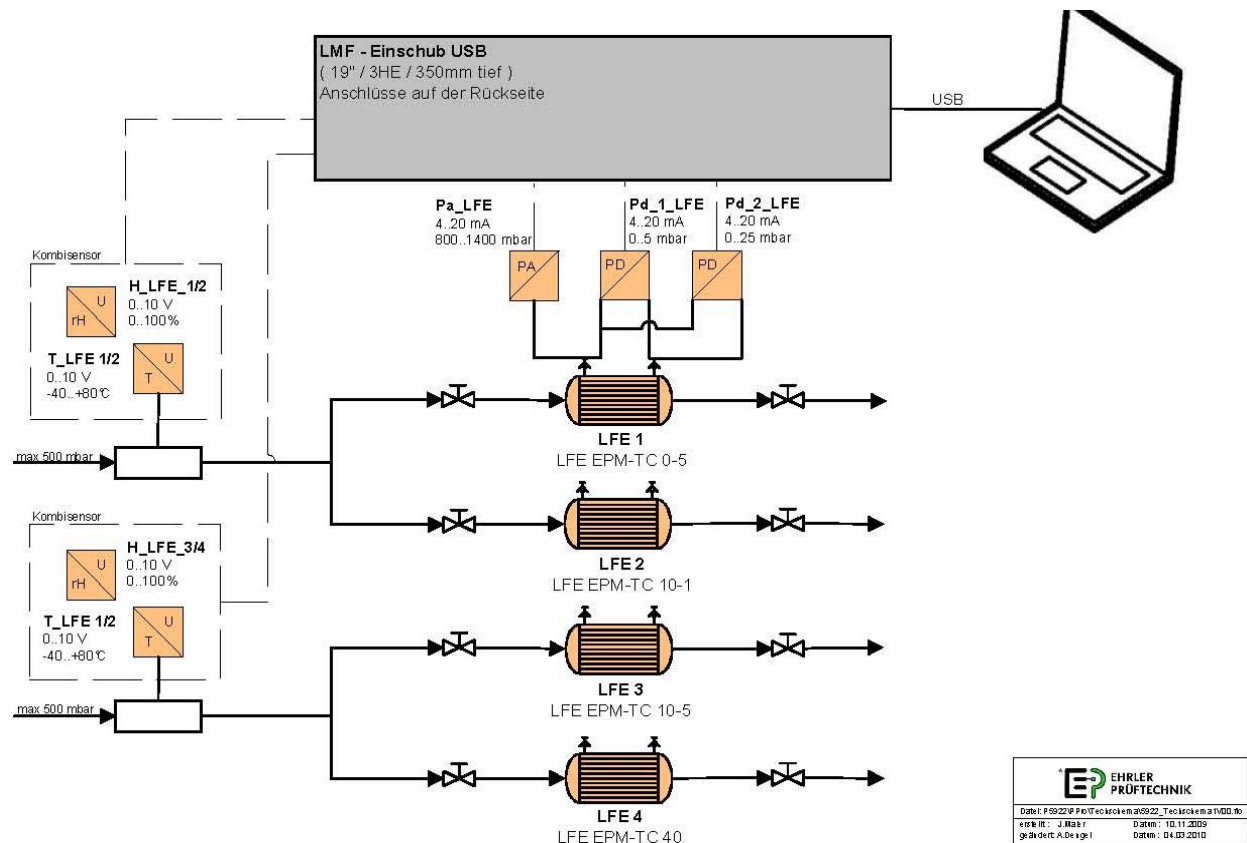 LMF - Einschub USB
( 19" / 3HE / 350mm tief )
Anschlüsse auf der Rückseite
USB
Pa_LFE
4..20 mA
800..1400 mbar
Pd_1_LFE
4..20 mA
0..5 mbar
Pd_2_LFE
4..20 mA
0..25 mbar
PA
PD
PD
Kombisensor
H_LFE_1/2
0..10 V
0..100%
U
rH
T_LFE 1/2
0..10 V
-40..+80°C
U
T
max 500 mbar
LFE 1
LFE EPM-TC 0-5
LFE 2
LFE EPM-TC 10-1
Kombisensor
H_LFE_3/4
0..10 V
0..100%
U
rH
T_LFE 1/2
0..10 V
-40..+80°C
U
T
max 500 mbar
LFE 3
LFE EPM-TC 10-5
LFE 4
LFE EPM-TC 40
EP EHRLER
PRÜFTECHNIK
Datei:
erstellt: J.Maier Datum: 10.11.2009
geändert: A.Dengel Datum: 04.03.2010